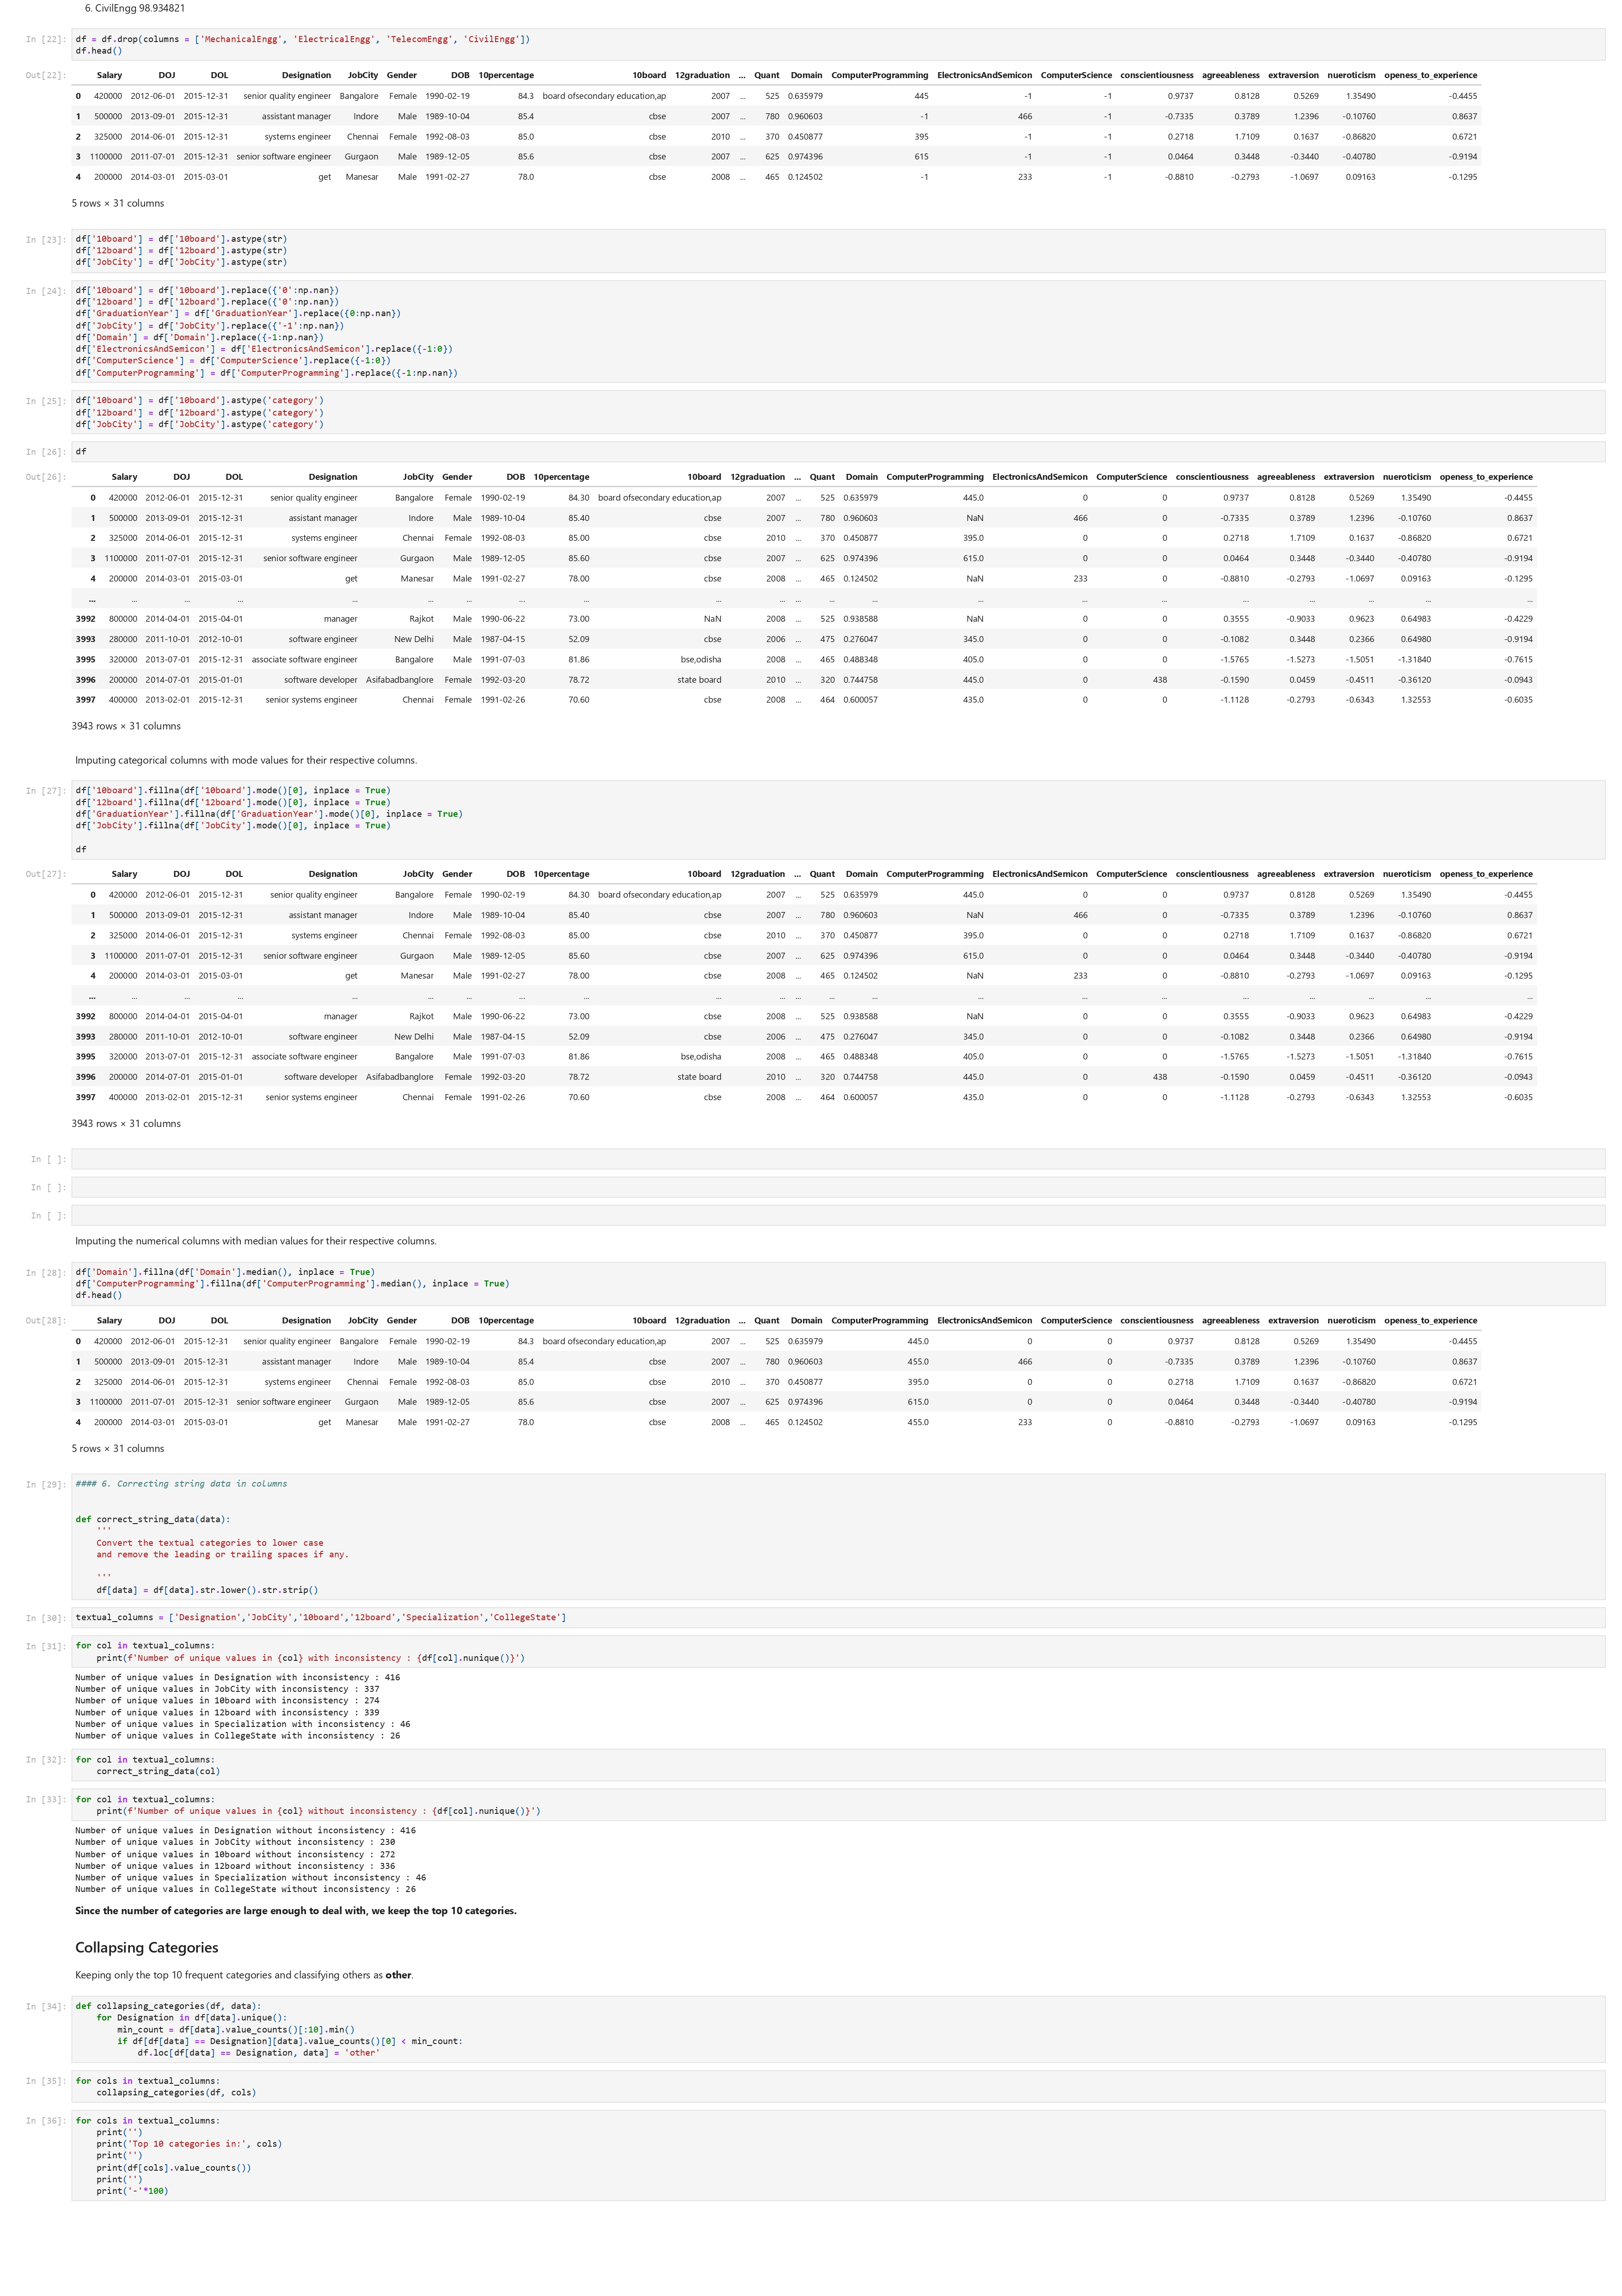 6. CivilEngg 98.934821
In [22]: df = df.drop(columns = ['MechanicalEngg', 'ElectricalEngg', 'TelecomEngg', 'CivilEngg'])
df.head()
Out[22]: Salary DOJ DOL Designation JobCity Gender DOB 10percentage 10board 12graduation ... Quant Domain ComputerProgramming ElectronicsAndSemicon ComputerScience conscientiousness agreeableness extraversion nueroticism openess_to_experience
0 420000 2012-06-01 2015-12-31 senior quality engineer Bangalore Female 1990-02-19 84.3 board ofsecondary education,ap 2007 ... 525 0.635979 445 -1 -1 0.9737 0.8128 0.5269 1.35490 -0.4455
1 500000 2013-09-01 2015-12-31 assistant manager Indore Male 1989-10-04 85.4 cbse 2007 ... 780 0.960603 -1 466 -1 -0.7335 0.3789 1.2396 -0.10760 0.8637
2 325000 2014-06-01 2015-12-31 systems engineer Chennai Female 1992-08-03 85.0 cbse 2010 ... 370 0.450877 395 -1 -1 0.2718 1.7109 0.1637 -0.86820 0.6721
3 1100000 2011-07-01 2015-12-31 senior software engineer Gurgaon Male 1989-12-05 85.6 cbse 2007 ... 625 0.974396 615 -1 -1 0.0464 0.3448 -0.3440 -0.40780 -0.9194
4 200000 2014-03-01 2015-03-01 get Manesar Male 1991-02-27 78.0 cbse 2008 ... 465 0.124502 -1 233 -1 -0.8810 -0.2793 -1.0697 0.09163 -0.1295
5 rows × 31 columns
In [23]: df['10board'] = df['10board'].astype(str)
df['12board'] = df['12board'].astype(str)
df['JobCity'] = df['JobCity'].astype(str)
In [24]: df['10board'] = df['10board'].replace({'0':np.nan})
df['12board'] = df['12board'].replace({'0':np.nan})
df['GraduationYear'] = df['GraduationYear'].replace({0:np.nan})
df['JobCity'] = df['JobCity'].replace({'-1':np.nan})
df['Domain'] = df['Domain'].replace({-1:np.nan})
df['ElectronicsAndSemicon'] = df['ElectronicsAndSemicon'].replace({-1:0})
df['ComputerScience'] = df['ComputerScience'].replace({-1:0})
df['ComputerProgramming'] = df['ComputerProgramming'].replace({-1:np.nan})
In [25]: df['10board'] = df['10board'].astype('category')
df['12board'] = df['12board'].astype('category')
df['JobCity'] = df['JobCity'].astype('category')
In [26]: df
Out[26]: Salary DOJ DOL Designation JobCity Gender DOB 10percentage 10board 12graduation ... Quant Domain ComputerProgramming ElectronicsAndSemicon ComputerScience conscientiousness agreeableness extraversion nueroticism openess_to_experience
0 420000 2012-06-01 2015-12-31 senior quality engineer Bangalore Female 1990-02-19 84.30 board ofsecondary education,ap 2007 ... 525 0.635979 445.0 0 0 0.9737 0.8128 0.5269 1.35490 -0.4455
1 500000 2013-09-01 2015-12-31 assistant manager Indore Male 1989-10-04 85.40 cbse 2007 ... 780 0.960603 NaN 466 0 -0.7335 0.3789 1.2396 -0.10760 0.8637
2 325000 2014-06-01 2015-12-31 systems engineer Chennai Female 1992-08-03 85.00 cbse 2010 ... 370 0.450877 395.0 0 0 0.2718 1.7109 0.1637 -0.86820 0.6721
3 1100000 2011-07-01 2015-12-31 senior software engineer Gurgaon Male 1989-12-05 85.60 cbse 2007 ... 625 0.974396 615.0 0 0 0.0464 0.3448 -0.3440 -0.40780 -0.9194
4 200000 2014-03-01 2015-03-01 get Manesar Male 1991-02-27 78.00 cbse 2008 ... 465 0.124502 NaN 233 0 -0.8810 -0.2793 -1.0697 0.09163 -0.1295
... ... ... ... ... ... ... ... ... ... ... ... ... ... ... ... ... ... ... ... ... ...
3992 800000 2014-04-01 2015-04-01 manager Rajkot Male 1990-06-22 73.00 NaN 2008 ... 525 0.938588 NaN 0 0 0.3555 -0.9033 0.9623 0.64983 -0.4229
3993 280000 2011-10-01 2012-10-01 software engineer New Delhi Male 1987-04-15 52.09 cbse 2006 ... 475 0.276047 345.0 0 0 -0.1082 0.3448 0.2366 0.64980 -0.9194
3995 320000 2013-07-01 2015-12-31 associate software engineer Bangalore Male 1991-07-03 81.86 bse,odisha 2008 ... 465 0.488348 405.0 0 0 -1.5765 -1.5273 -1.5051 -1.31840 -0.7615
3996 200000 2014-07-01 2015-01-01 software developer Asifabadbanglore Female 1992-03-20 78.72 state board 2010 ... 320 0.744758 445.0 0 438 -0.1590 0.0459 -0.4511 -0.36120 -0.0943
3997 400000 2013-02-01 2015-12-31 senior systems engineer Chennai Female 1991-02-26 70.60 cbse 2008 ... 464 0.600057 435.0 0 0 -1.1128 -0.2793 -0.6343 1.32553 -0.6035
3943 rows × 31 columns
Imputing categorical columns with mode values for their respective columns.
In [27]: df['10board'].fillna(df['10board'].mode()[0], inplace = True)
df['12board'].fillna(df['12board'].mode()[0], inplace = True)
df['GraduationYear'].fillna(df['GraduationYear'].mode()[0], inplace = True)
df['JobCity'].fillna(df['JobCity'].mode()[0], inplace = True)
df
Out[27]: Salary DOJ DOL Designation JobCity Gender DOB 10percentage 10board 12graduation ... Quant Domain ComputerProgramming ElectronicsAndSemicon ComputerScience conscientiousness agreeableness extraversion nueroticism openess_to_experience
0 420000 2012-06-01 2015-12-31 senior quality engineer Bangalore Female 1990-02-19 84.30 board ofsecondary education,ap 2007 ... 525 0.635979 445.0 0 0 0.9737 0.8128 0.5269 1.35490 -0.4455
1 500000 2013-09-01 2015-12-31 assistant manager Indore Male 1989-10-04 85.40 cbse 2007 ... 780 0.960603 NaN 466 0 -0.7335 0.3789 1.2396 -0.10760 0.8637
2 325000 2014-06-01 2015-12-31 systems engineer Chennai Female 1992-08-03 85.00 cbse 2010 ... 370 0.450877 395.0 0 0 0.2718 1.7109 0.1637 -0.86820 0.6721
3 1100000 2011-07-01 2015-12-31 senior software engineer Gurgaon Male 1989-12-05 85.60 cbse 2007 ... 625 0.974396 615.0 0 0 0.0464 0.3448 -0.3440 -0.40780 -0.9194
4 200000 2014-03-01 2015-03-01 get Manesar Male 1991-02-27 78.00 cbse 2008 ... 465 0.124502 NaN 233 0 -0.8810 -0.2793 -1.0697 0.09163 -0.1295
... ... ... ... ... ... ... ... ... ... ... ... ... ... ... ... ... ... ... ... ... ...
3992 800000 2014-04-01 2015-04-01 manager Rajkot Male 1990-06-22 73.00 cbse 2008 ... 525 0.938588 NaN 0 0 0.3555 -0.9033 0.9623 0.64983 -0.4229
3993 280000 2011-10-01 2012-10-01 software engineer New Delhi Male 1987-04-15 52.09 cbse 2006 ... 475 0.276047 345.0 0 0 -0.1082 0.3448 0.2366 0.64980 -0.9194
3995 320000 2013-07-01 2015-12-31 associate software engineer Bangalore Male 1991-07-03 81.86 bse,odisha 2008 ... 465 0.488348 405.0 0 0 -1.5765 -1.5273 -1.5051 -1.31840 -0.7615
3996 200000 2014-07-01 2015-01-01 software developer Asifabadbanglore Female 1992-03-20 78.72 state board 2010 ... 320 0.744758 445.0 0 438 -0.1590 0.0459 -0.4511 -0.36120 -0.0943
3997 400000 2013-02-01 2015-12-31 senior systems engineer Chennai Female 1991-02-26 70.60 cbse 2008 ... 464 0.600057 435.0 0 0 -1.1128 -0.2793 -0.6343 1.32553 -0.6035
3943 rows × 31 columns
In [ ]:
In [ ]:
In [ ]:
Imputing the numerical columns with median values for their respective columns.
In [28]: df['Domain'].fillna(df['Domain'].median(), inplace = True)
df['ComputerProgramming'].fillna(df['ComputerProgramming'].median(), inplace = True)
df.head()
Out[28]: Salary DOJ DOL Designation JobCity Gender DOB 10percentage 10board 12graduation ... Quant Domain ComputerProgramming ElectronicsAndSemicon ComputerScience conscientiousness agreeableness extraversion nueroticism openess_to_experience
0 420000 2012-06-01 2015-12-31 senior quality engineer Bangalore Female 1990-02-19 84.3 board ofsecondary education,ap 2007 ... 525 0.635979 445.0 0 0 0.9737 0.8128 0.5269 1.35490 -0.4455
1 500000 2013-09-01 2015-12-31 assistant manager Indore Male 1989-10-04 85.4 cbse 2007 ... 780 0.960603 455.0 466 0 -0.7335 0.3789 1.2396 -0.10760 0.8637
2 325000 2014-06-01 2015-12-31 systems engineer Chennai Female 1992-08-03 85.0 cbse 2010 ... 370 0.450877 395.0 0 0 0.2718 1.7109 0.1637 -0.86820 0.6721
3 1100000 2011-07-01 2015-12-31 senior software engineer Gurgaon Male 1989-12-05 85.6 cbse 2007 ... 625 0.974396 615.0 0 0 0.0464 0.3448 -0.3440 -0.40780 -0.9194
4 200000 2014-03-01 2015-03-01 get Manesar Male 1991-02-27 78.0 cbse 2008 ... 465 0.124502 455.0 233 0 -0.8810 -0.2793 -1.0697 0.09163 -0.1295
5 rows × 31 columns
In [29]: #### 6. Correcting string data in columns
def correct_string_data(data):
'''
Convert the textual categories to lower case
and remove the leading or trailing spaces if any.
'''
df[data] = df[data].str.lower().str.strip()
In [30]: textual_columns = ['Designation','JobCity','10board','12board','Specialization','CollegeState']
In [31]: for col in textual_columns:
print(f'Number of unique values in {col} with inconsistency : {df[col].nunique()}')
Number of unique values in Designation with inconsistency : 416
Number of unique values in JobCity with inconsistency : 337
Number of unique values in 10board with inconsistency : 274
Number of unique values in 12board with inconsistency : 339
Number of unique values in Specialization with inconsistency : 46
Number of unique values in CollegeState with inconsistency : 26
In [32]: for col in textual_columns:
correct_string_data(col)
In [33]: for col in textual_columns:
print(f'Number of unique values in {col} without inconsistency : {df[col].nunique()}')
Number of unique values in Designation without inconsistency : 416
Number of unique values in JobCity without inconsistency : 230
Number of unique values in 10board without inconsistency : 272
Number of unique values in 12board without inconsistency : 336
Number of unique values in Specialization without inconsistency : 46
Number of unique values in CollegeState without inconsistency : 26
Since the number of categories are large enough to deal with, we keep the top 10 categories.
Collapsing Categories
Keeping only the top 10 frequent categories and classifying others as other.
In [34]: def collapsing_categories(df, data):
for Designation in df[data].unique():
min_count = df[data].value_counts()[:10].min()
if df[df[data] == Designation][data].value_counts()[0] < min_count:
df.loc[df[data] == Designation, data] = 'other'
In [35]: for cols in textual_columns:
collapsing_categories(df, cols)
In [36]: for cols in textual_columns:
print('')
print('Top 10 categories in:', cols)
print('')
print(df[cols].value_counts())
print('')
print('-'*100)